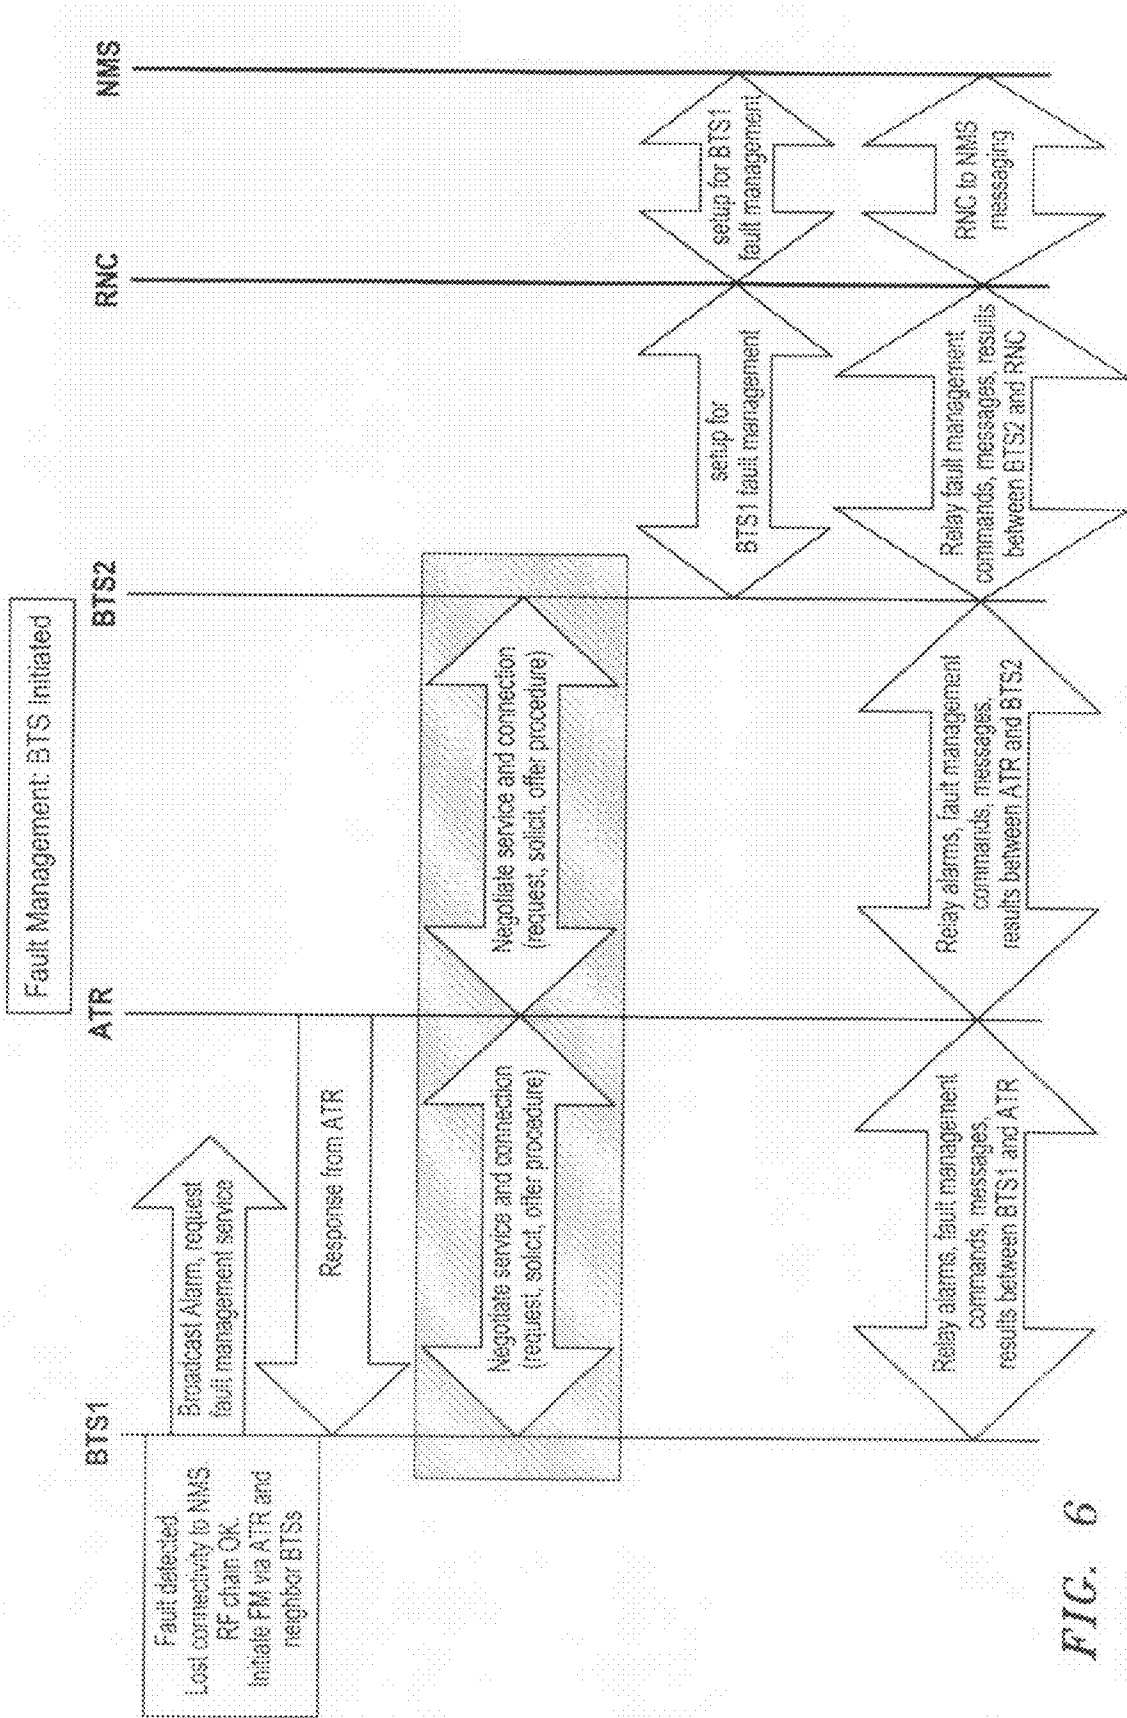 Fault Management: BTS Initiated
BTS1
ATR
BTS2
RNC
NMS
Fault detected.
Lost connectivity to NMS
RF chain OK.
Initiate FM via ATR and
neighbor BTSs
Broadcast Alarm, request
fault management service
Response from ATR
Negotiate service and connection
(request, solicit, offer procedure)
Negotiate service and connection
(request, solicit, offer procedure)
setup for
BTS1 fault management
setup for BTS1
fault management
Relay alarms, fault management
commands, messages,
results between BTS1 and ATR
Relay alarms, fault management
commands, messages,
results between ATR and BTS2
Relay fault management
commands, messages, results
between BTS2 and RNC
RNC to NMS
messaging
FIG. 6